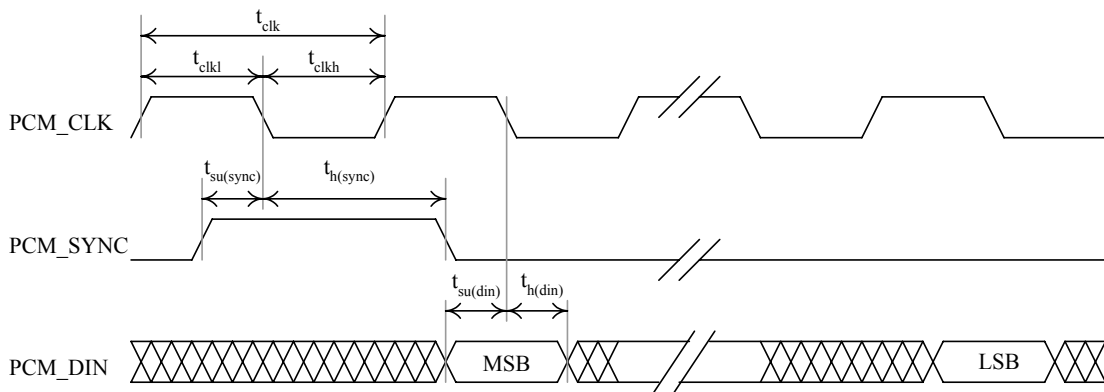 t_clk
t_clkl t_clkh
PCM_CLK
t_su(sync) t_h(sync)
PCM_SYNC
t_su(din) t_h(din)
PCM_DIN MSB LSB